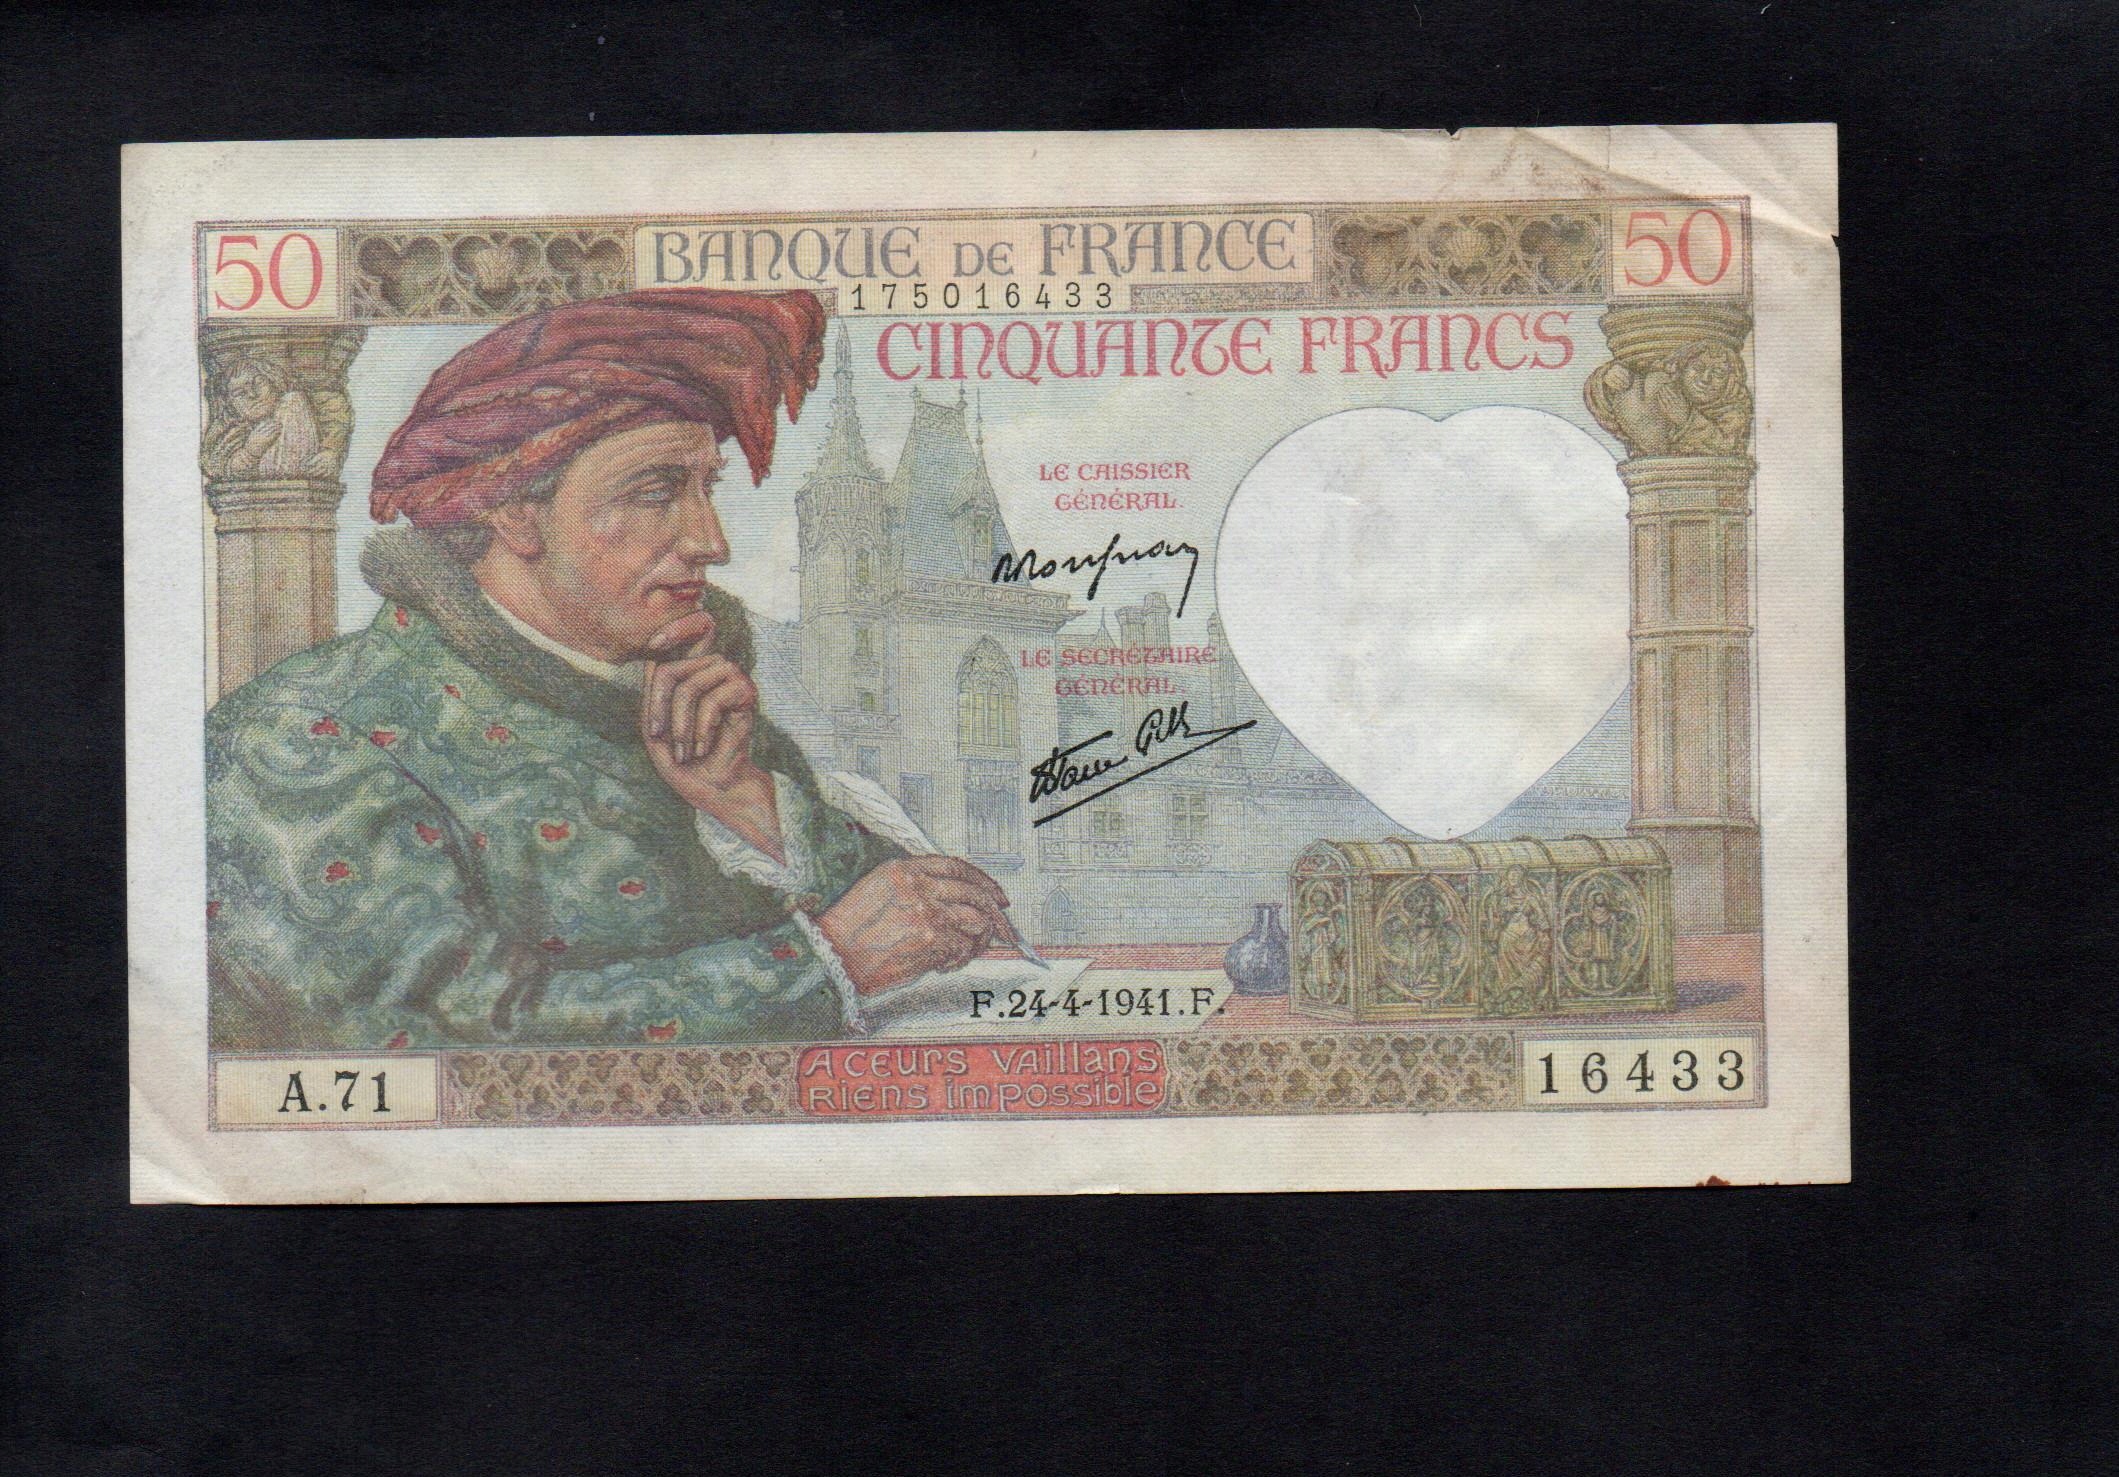 50
BANQUE DE FRANCE
50
175016433
CINQUANTE FRANCS
LE CAISSIER
GÉNÉRAL.
LE SECRÉTAIRE
GÉNÉRAL.
F.24-4-1941.F.
A.71
A CEURS VAILLANS
RIENS IMPOSSIBLE
16433